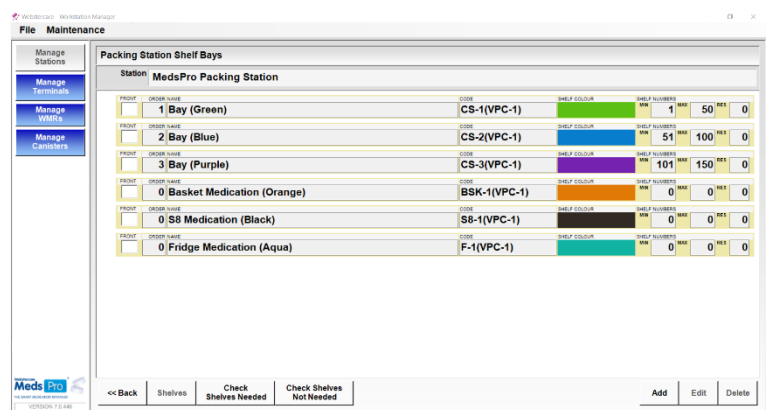 Webstercare - Workstation Manager
File Maintenance
Manage Stations
Manage Terminals
Manage WMRs
Manage Canisters
Packing Station Shelf Bays
Station MedsPro Packing Station
FRONT ORDER NAME CODE SHELF COLOUR SHELF NUMBERS
1 Bay (Green) CS-1(VPC-1) MIN 1 MAX 50 RES 0
FRONT ORDER NAME CODE SHELF COLOUR SHELF NUMBERS
2 Bay (Blue) CS-2(VPC-1) MIN 51 MAX 100 RES 0
FRONT ORDER NAME CODE SHELF COLOUR SHELF NUMBERS
3 Bay (Purple) CS-3(VPC-1) MIN 101 MAX 150 RES 0
FRONT ORDER NAME CODE SHELF COLOUR SHELF NUMBERS
0 Basket Medication (Orange) BSK-1(VPC-1) MIN 0 MAX 0 RES 0
FRONT ORDER NAME CODE SHELF COLOUR SHELF NUMBERS
0 S8 Medication (Black) S8-1(VPC-1) MIN 0 MAX 0 RES 0
FRONT ORDER NAME CODE SHELF COLOUR SHELF NUMBERS
0 Fridge Medication (Aqua) F-1(VPC-1) MIN 0 MAX 0 RES 0
Webstercare
Meds Pro
VERSION 7.0.446
<< Back Shelves Check Shelves Needed Check Shelves Not Needed Add Edit Delete